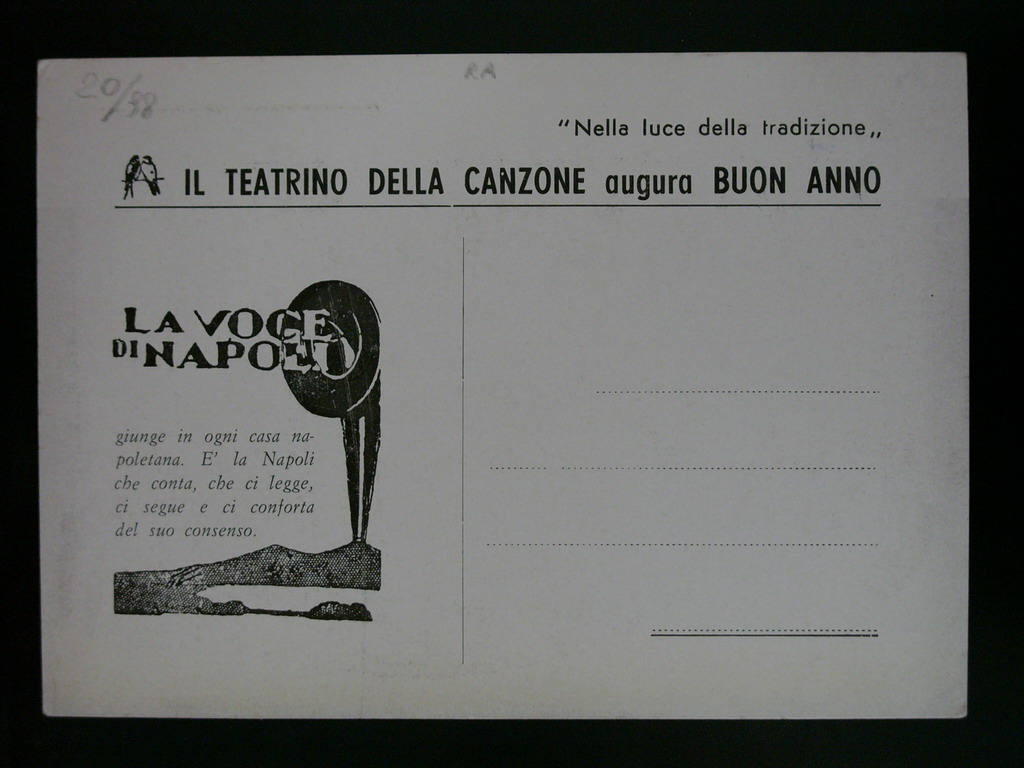 20/58
RA
"Nella luce della tradizione„
IL TEATRINO DELLA CANZONE augura BUON ANNO
LA VOCE
DI NAPOLI
giunge in ogni casa na-
poletana. E' la Napoli
che conta, che ci legge,
ci segue e ci conforta
del suo consenso.